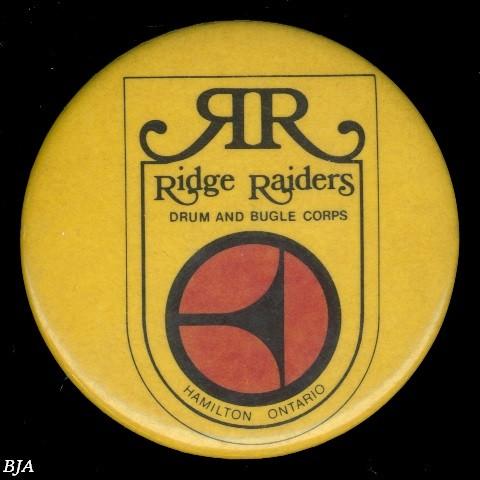 RR
Ridge Raiders
DRUM AND BUGLE CORPS
HAMILTON ONTARIO
BJA